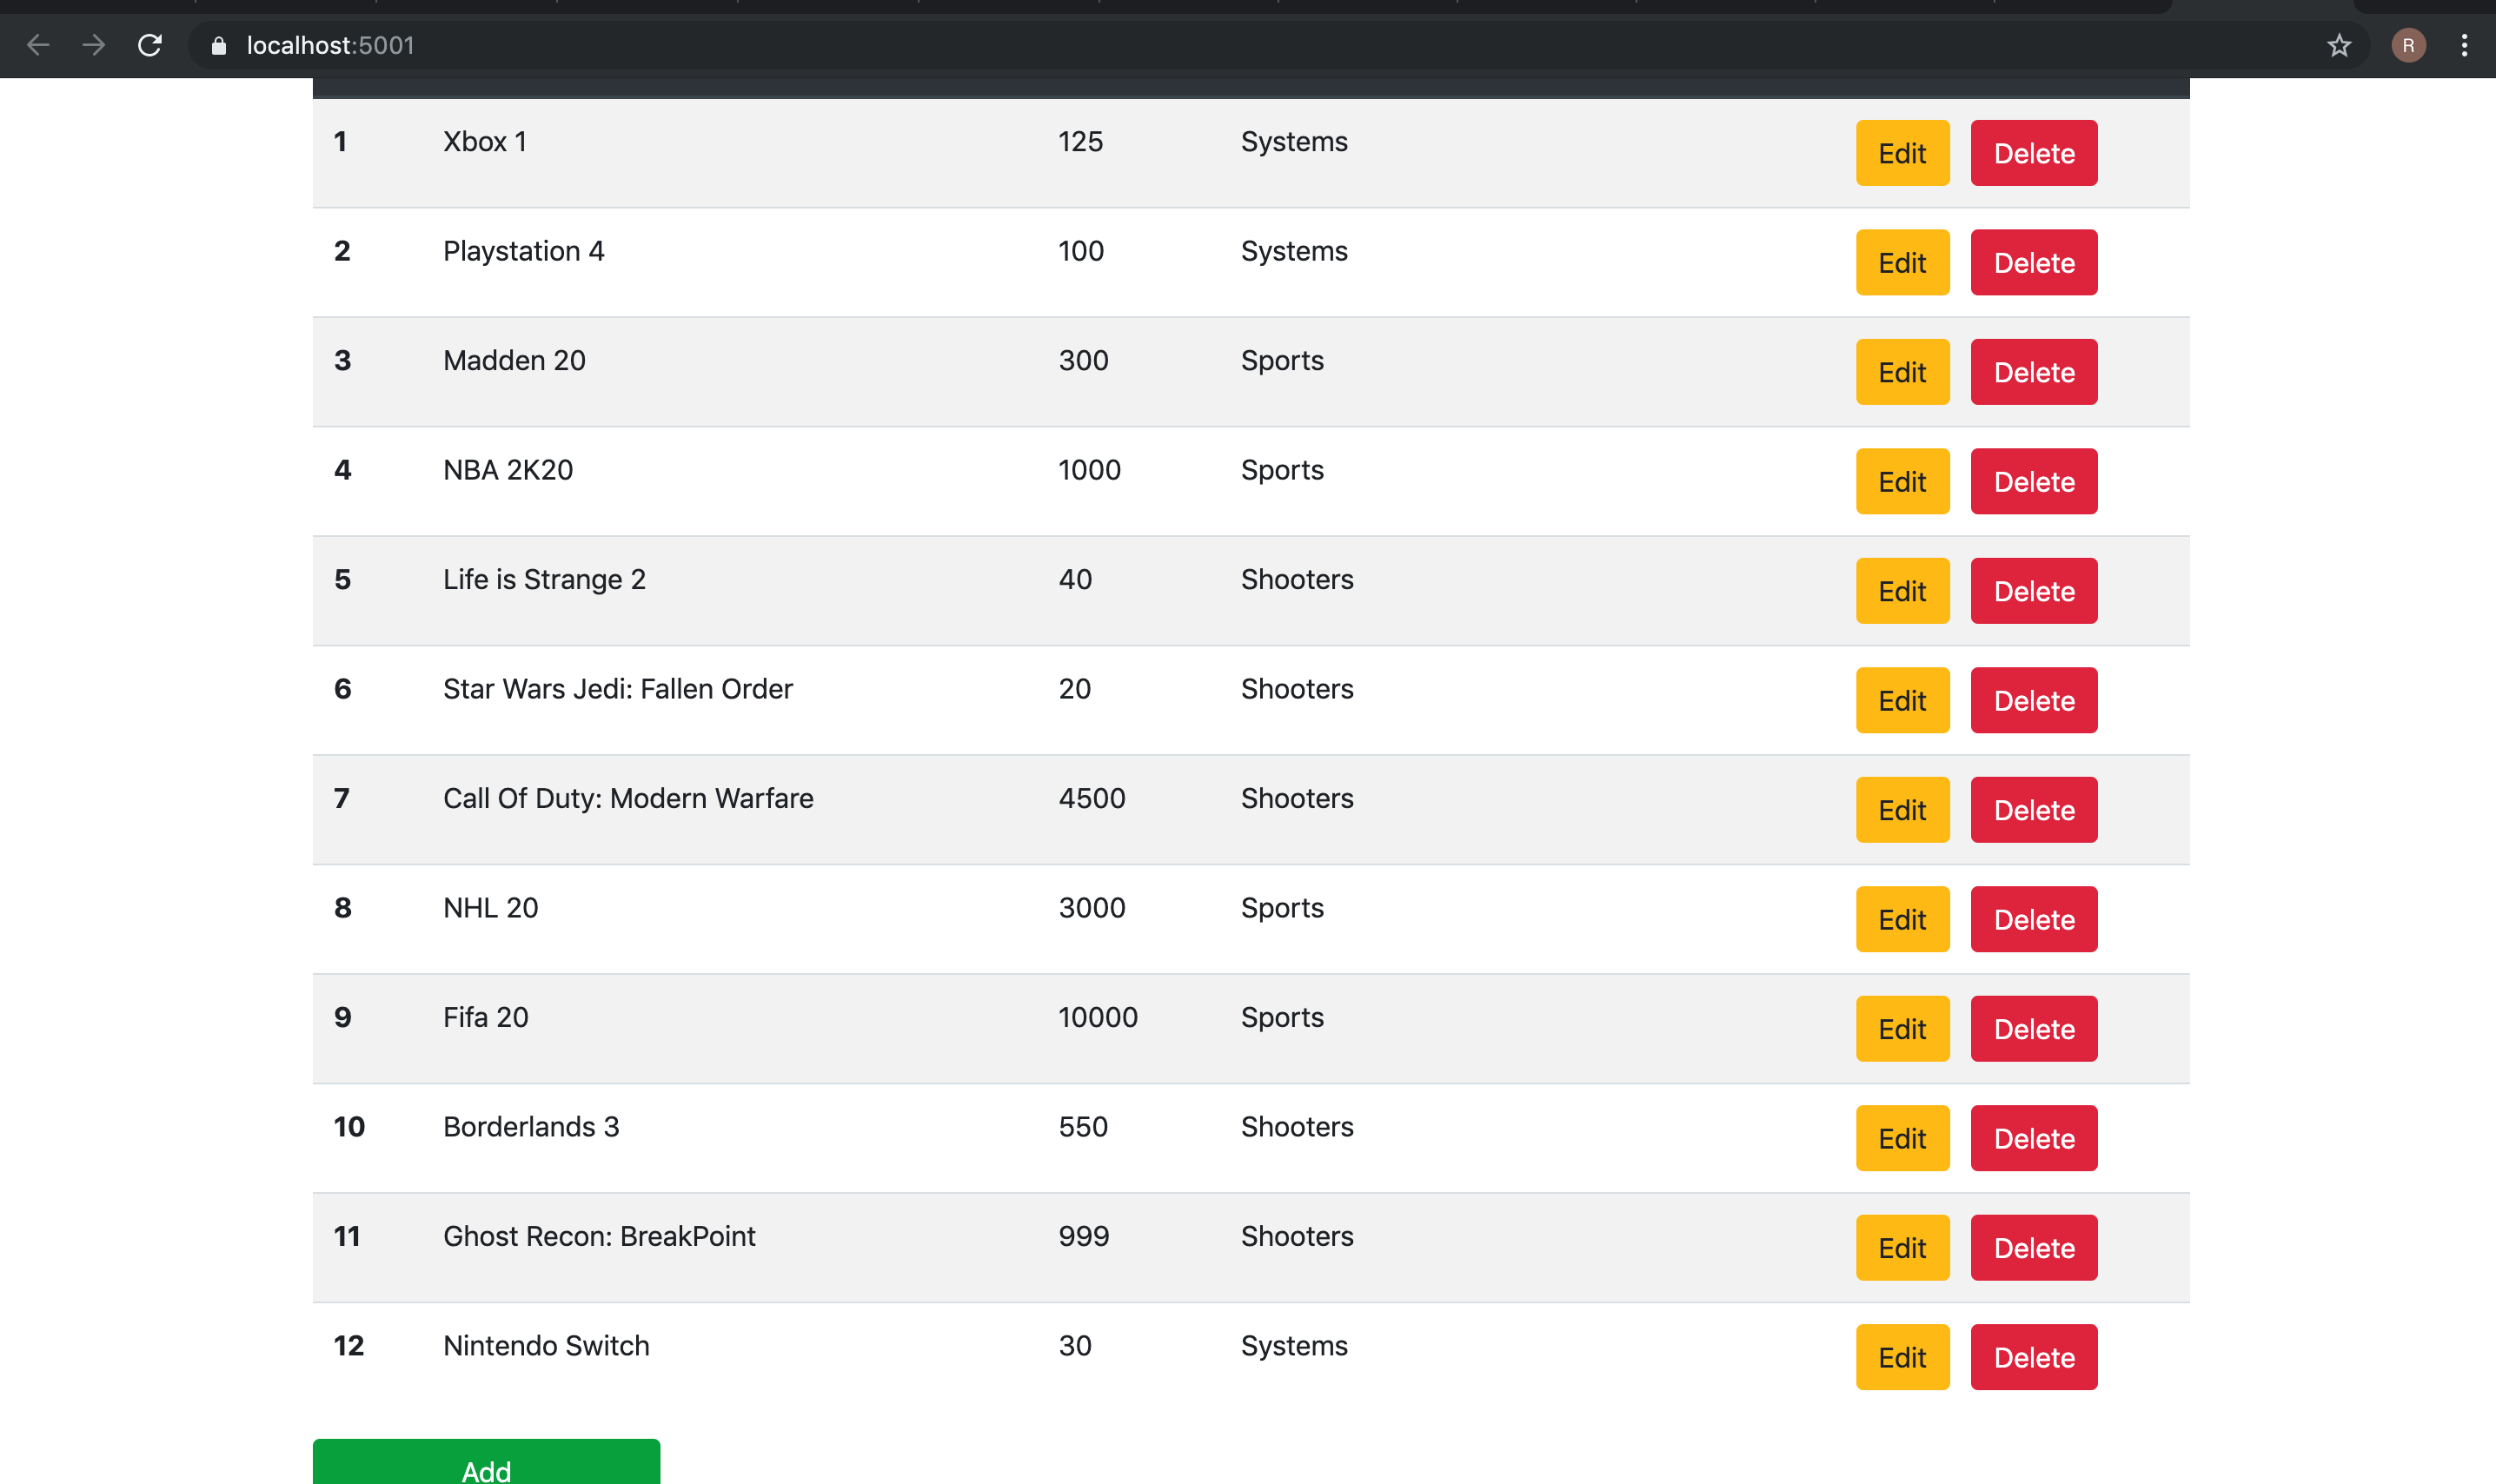 localhost:5001 R
1 Xbox 1 125 Systems Edit Delete
2 Playstation 4 100 Systems Edit Delete
3 Madden 20 300 Sports Edit Delete
4 NBA 2K20 1000 Sports Edit Delete
5 Life is Strange 2 40 Shooters Edit Delete
6 Star Wars Jedi: Fallen Order 20 Shooters Edit Delete
7 Call Of Duty: Modern Warfare 4500 Shooters Edit Delete
8 NHL 20 3000 Sports Edit Delete
9 Fifa 20 10000 Sports Edit Delete
10 Borderlands 3 550 Shooters Edit Delete
11 Ghost Recon: BreakPoint 999 Shooters Edit Delete
12 Nintendo Switch 30 Systems Edit Delete
Add